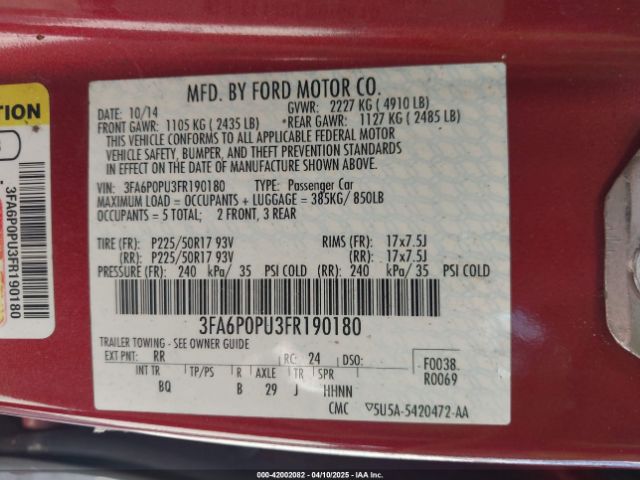 MFD. BY FORD MOTOR CO.
DATE: 10/14 GVWR: 2227 KG ( 4910 LB)
FRONT GAWR: 1105 KG ( 2435 LB) *REAR GAWR: 1127 KG ( 2485 LB)
THIS VEHICLE CONFORMS TO ALL APPLICABLE FEDERAL MOTOR
VEHICLE SAFETY, BUMPER, AND THEFT PREVENTION STANDARDS
IN EFFECT ON THE DATE OF MANUFACTURE SHOWN ABOVE.
VIN: 3FA6P0PU3FR190180 TYPE: Passenger Car
MAXIMUM LOAD = OCCUPANTS + LUGGAGE = 385KG/ 850LB
OCCUPANTS = 5 TOTAL; 2 FRONT, 3 REAR
TIRE (FR): P225/50R17 93V RIMS (FR): 17x7.5J
(RR): P225/50R17 93V (RR): 17x7.5J
PRESSURE (FR): 240 kPa/ 35 PSI COLD (RR): 240 kPa/ 35 PSI COLD
3FA6P0PU3FR190180
TRAILER TOWING - SEE OWNER GUIDE
EXT PNT: RR RC: 24 DSO: F0038
INT TR TP/PS R AXLE TR SPR R0069
BQ B 29 J HHNN
CMC ▽5U5A-5420472-AA
3FA6P0PU3FR190180
000-42002082 04/10/2025 IAAI.COM